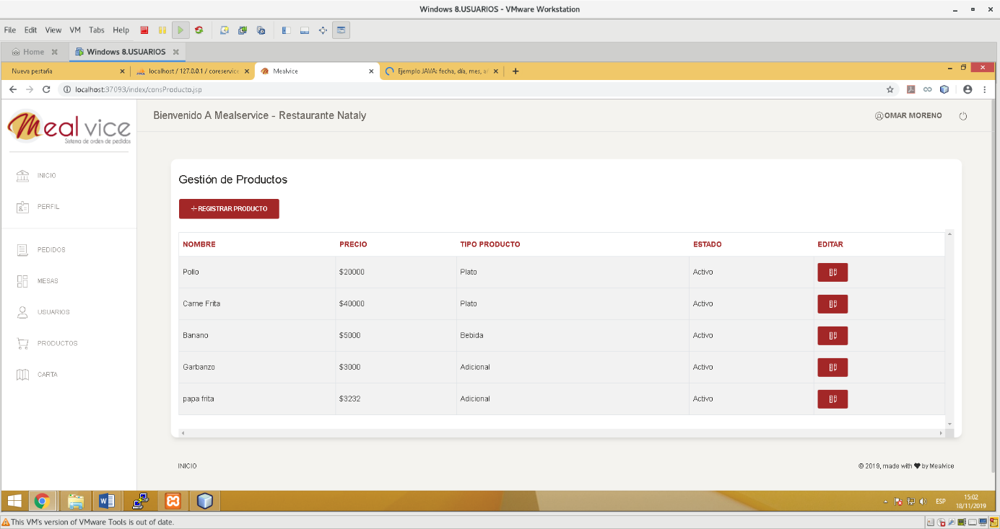 Windows 8.USUARIOS - VMware Workstation
File Edit View VM Tabs Help
Home Windows 8.USUARIOS
Nueva pestaña localhost / 127.0.0.1 / coreservice Mealvice Ejemplo JAVA: fecha, día, mes, a
localhost:37093/index/consProducto.jsp
Mealvice
Sistema de orden de pedidos
Bienvenido A Mealservice - Restaurante Nataly
OMAR MORENO
INICIO
PERFIL
PEDIDOS
MESAS
USUARIOS
PRODUCTOS
CARTA
Gestión de Productos
+ REGISTRAR PRODUCTO
NOMBRE PRECIO TIPO PRODUCTO ESTADO EDITAR
Pollo $20000 Plato Activo
Carne Frita $40000 Plato Activo
Banano $5000 Bebida Activo
Garbanzo $3000 Adicional Activo
papa frita $3232 Adicional Activo
INICIO
© 2019, made with ♥ by Mealvice
ESP
15:02
18/11/2019
This VM's version of VMware Tools is out of date.